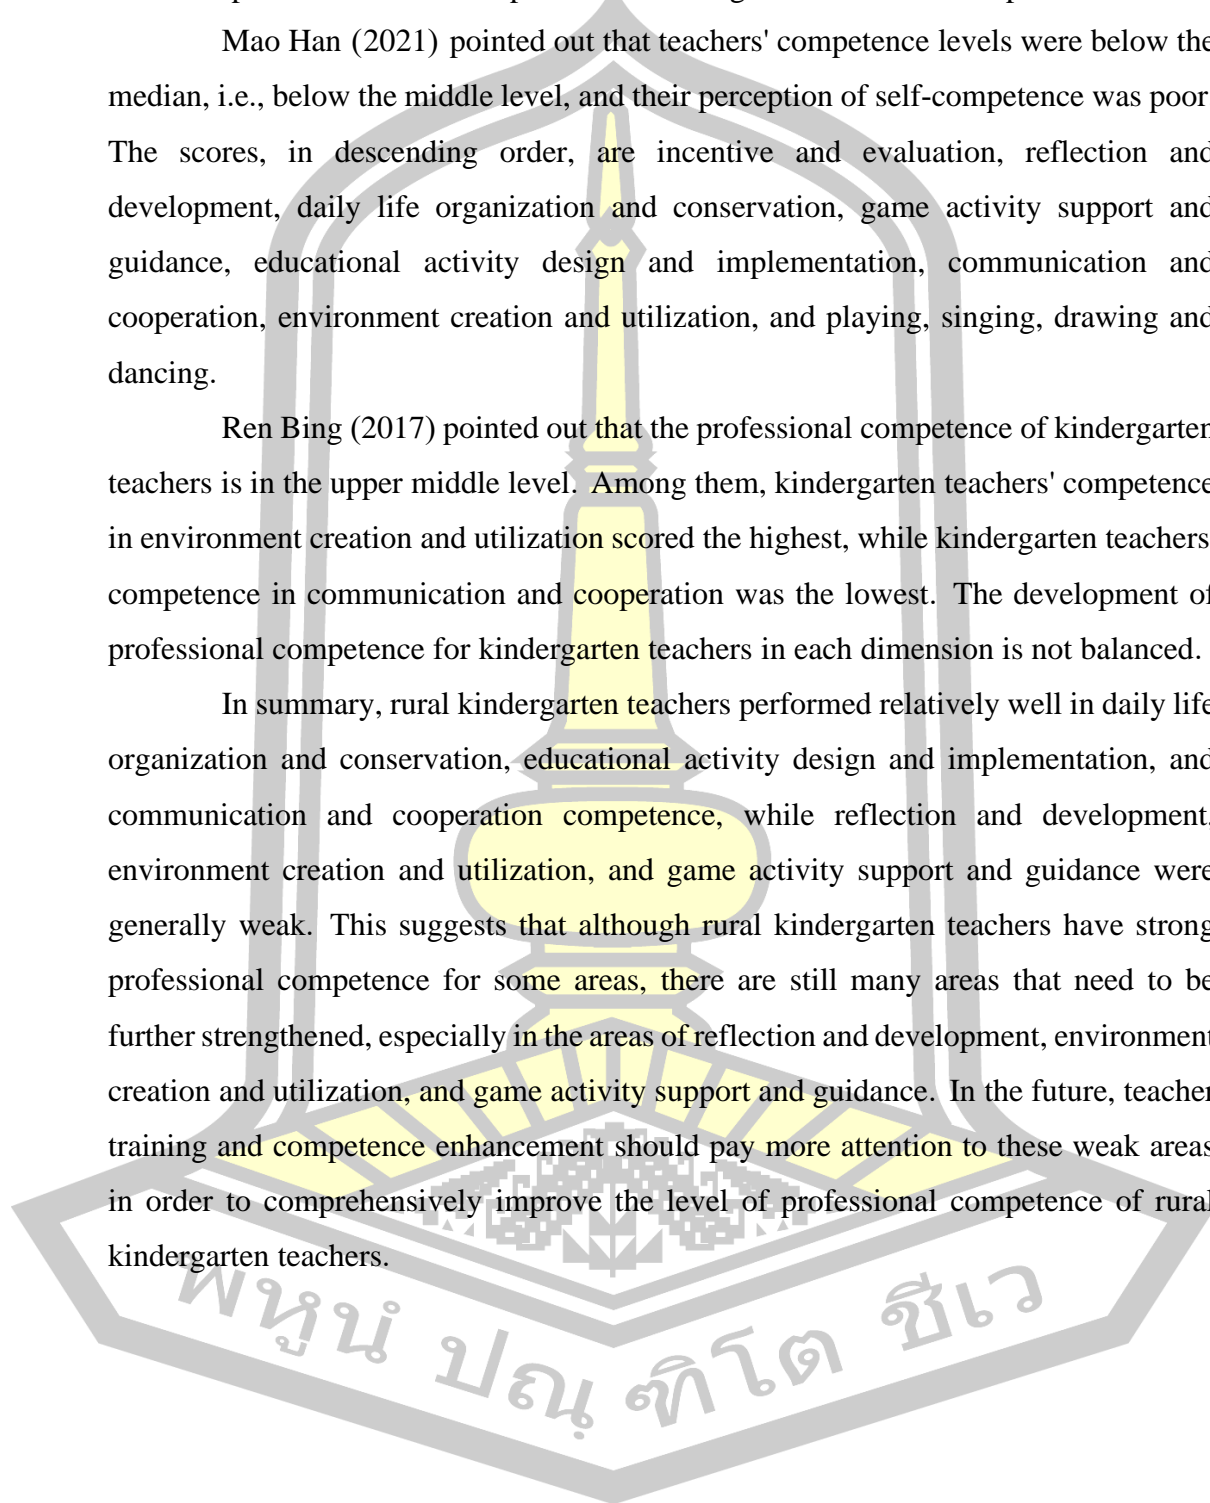 Mao Han (2021) pointed out that teachers' competence levels were below the
median, i.e., below the middle level, and their perception of self-competence was poor
The scores, in descending order, are incentive and evaluation, reflection and
development, daily life organization and conservation, game activity support and
guidance, educational activity design and implementation, communication and
cooperation, environment creation and utilization, and playing, singing, drawing and
dancing.
Ren Bing (2017) pointed out that the professional competence of kindergarten
teachers is in the upper middle level. Among them, kindergarten teachers' competence
in environment creation and utilization scored the highest, while kindergarten teachers
competence in communication and cooperation was the lowest. The development of
professional competence for kindergarten teachers in each dimension is not balanced.
In summary, rural kindergarten teachers performed relatively well in daily life
organization and conservation, educational activity design and implementation, and
communication and cooperation competence, while reflection and development,
environment creation and utilization, and game activity support and guidance were
generally weak. This suggests that although rural kindergarten teachers have strong
professional competence for some areas, there are still many areas that need to be
further strengthened, especially in the areas of reflection and development, environment
creation and utilization, and game activity support and guidance. In the future, teacher
training and competence enhancement should pay more attention to these weak areas
in order to comprehensively improve the level of professional competence of rural
kindergarten teachers.
พหูนํ ปณฺฑิโต ชีเว